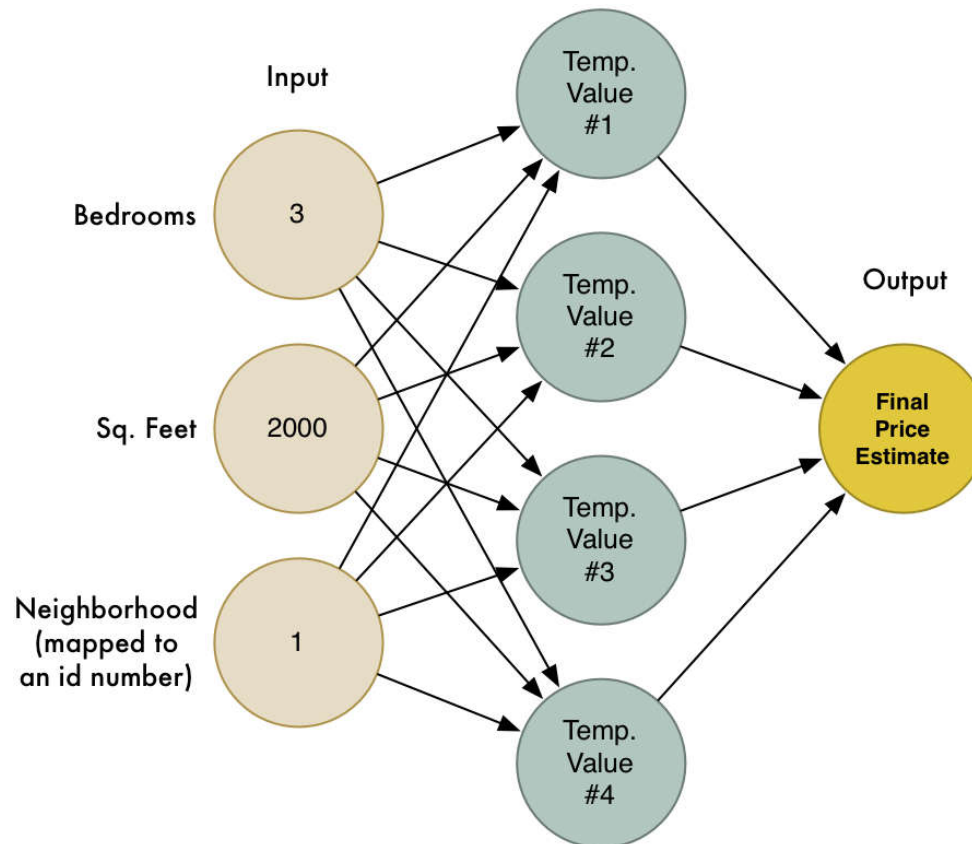 Input
Bedrooms
3
Sq. Feet
2000
Neighborhood
(mapped to
an id number)
1
Temp.
Value
#1
Temp.
Value
#2
Temp.
Value
#3
Temp.
Value
#4
Output
Final
Price
Estimate